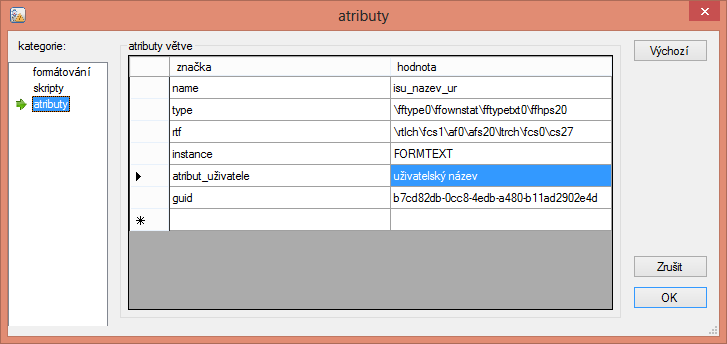 atributy
kategorie:
formátování
skripty
atributy
atributy větve
značka hodnota
name isu_nazev_ur
type \fftype0\ffownstat\fftypetxt0\ffhps20
rtf \rtlch\fcs1\af0\afs20\ltrch\fcs0\cs27
instance FORMTEXT
atribut_uživatele uživatelský název
guid b7cd82db-0cc8-4edb-a480-b11ad2902e4d
Výchozí
Zrušit
OK